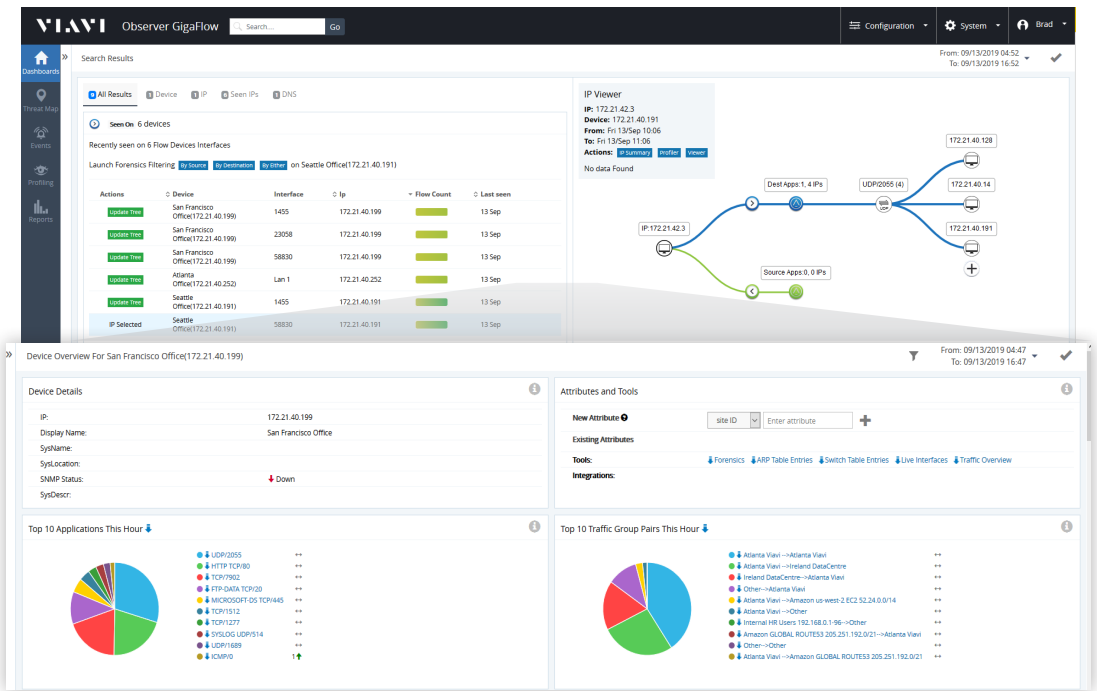 VIAVI Observer GigaFlow Search... Go Configuration System Brad
Dashboards
Threat Map
Events
Profiling
Reports
Search Results
From: 09/13/2019 04:52
To: 09/13/2019 16:52
9 All Results 1 Device 1 IP 6 Seen IPs 1 DNS
Seen On 6 devices
Recently seen on 6 Flow Devices Interfaces
Launch Forensics Filtering By Source By Destination By Either on Seattle Office(172.21.40.191)
Actions Device Interface Ip Flow Count Last seen
Update Tree San Francisco Office(172.21.40.199) 1455 172.21.40.199 13 Sep
Update Tree San Francisco Office(172.21.40.199) 23058 172.21.40.199 13 Sep
Update Tree San Francisco Office(172.21.40.199) 58830 172.21.40.199 13 Sep
Update Tree Atlanta Office(172.21.40.252) Lan 1 172.21.40.252 13 Sep
Update Tree Seattle Office(172.21.40.191) 1455 172.21.40.191 13 Sep
IP Selected Seattle Office(172.21.40.191) 58830 172.21.40.191 13 Sep
IP Viewer
IP: 172.21.42.3
Device: 172.21.40.191
From: Fri 13/Sep 10:06
To: Fri 13/Sep 11:06
Actions: IP Summary Profiler Viewer
No data Found
IP:172.21.42.3
Dest Apps:1, 4 IPs
UDP/2055 (4)
UDP
172.21.40.128
172.21.40.14
172.21.40.191
Source Apps:0, 0 IPs
Device Overview For San Francisco Office(172.21.40.199)
From: 09/13/2019 04:47
To: 09/13/2019 16:47
Device Details
IP: 172.21.40.199
Display Name: San Francisco Office
SysName:
SysLocation:
SNMP Status: Down
SysDescr:
Attributes and Tools
New Attribute site ID Enter attribute
Existing Attributes
Tools: Forensics ARP Table Entries Switch Table Entries Live Interfaces Traffic Overview
Integrations:
Top 10 Applications This Hour
UDP/2055
HTTP TCP/80
TCP/7902
FTP-DATA TCP/20
MICROSOFT-DS TCP/445
TCP/1512
TCP/1277
SYSLOG UDP/514
UDP/1689
ICMP/0 1
Top 10 Traffic Group Pairs This Hour
Atlanta Viavi -->Atlanta Viavi
Atlanta Viavi -->Ireland DataCentre
Ireland DataCentre-->Atlanta Viavi
Other-->Atlanta Viavi
Atlanta Viavi -->Amazon us-west-2 EC2 52.24.0.0/14
Atlanta Viavi -->Other
Internal HR Users 192.168.0.1-96-->Other
Amazon GLOBAL ROUTE53 205.251.192.0/21-->Atlanta Viavi
Other-->Other
Atlanta Viavi -->Amazon GLOBAL ROUTE53 205.251.192.0/21